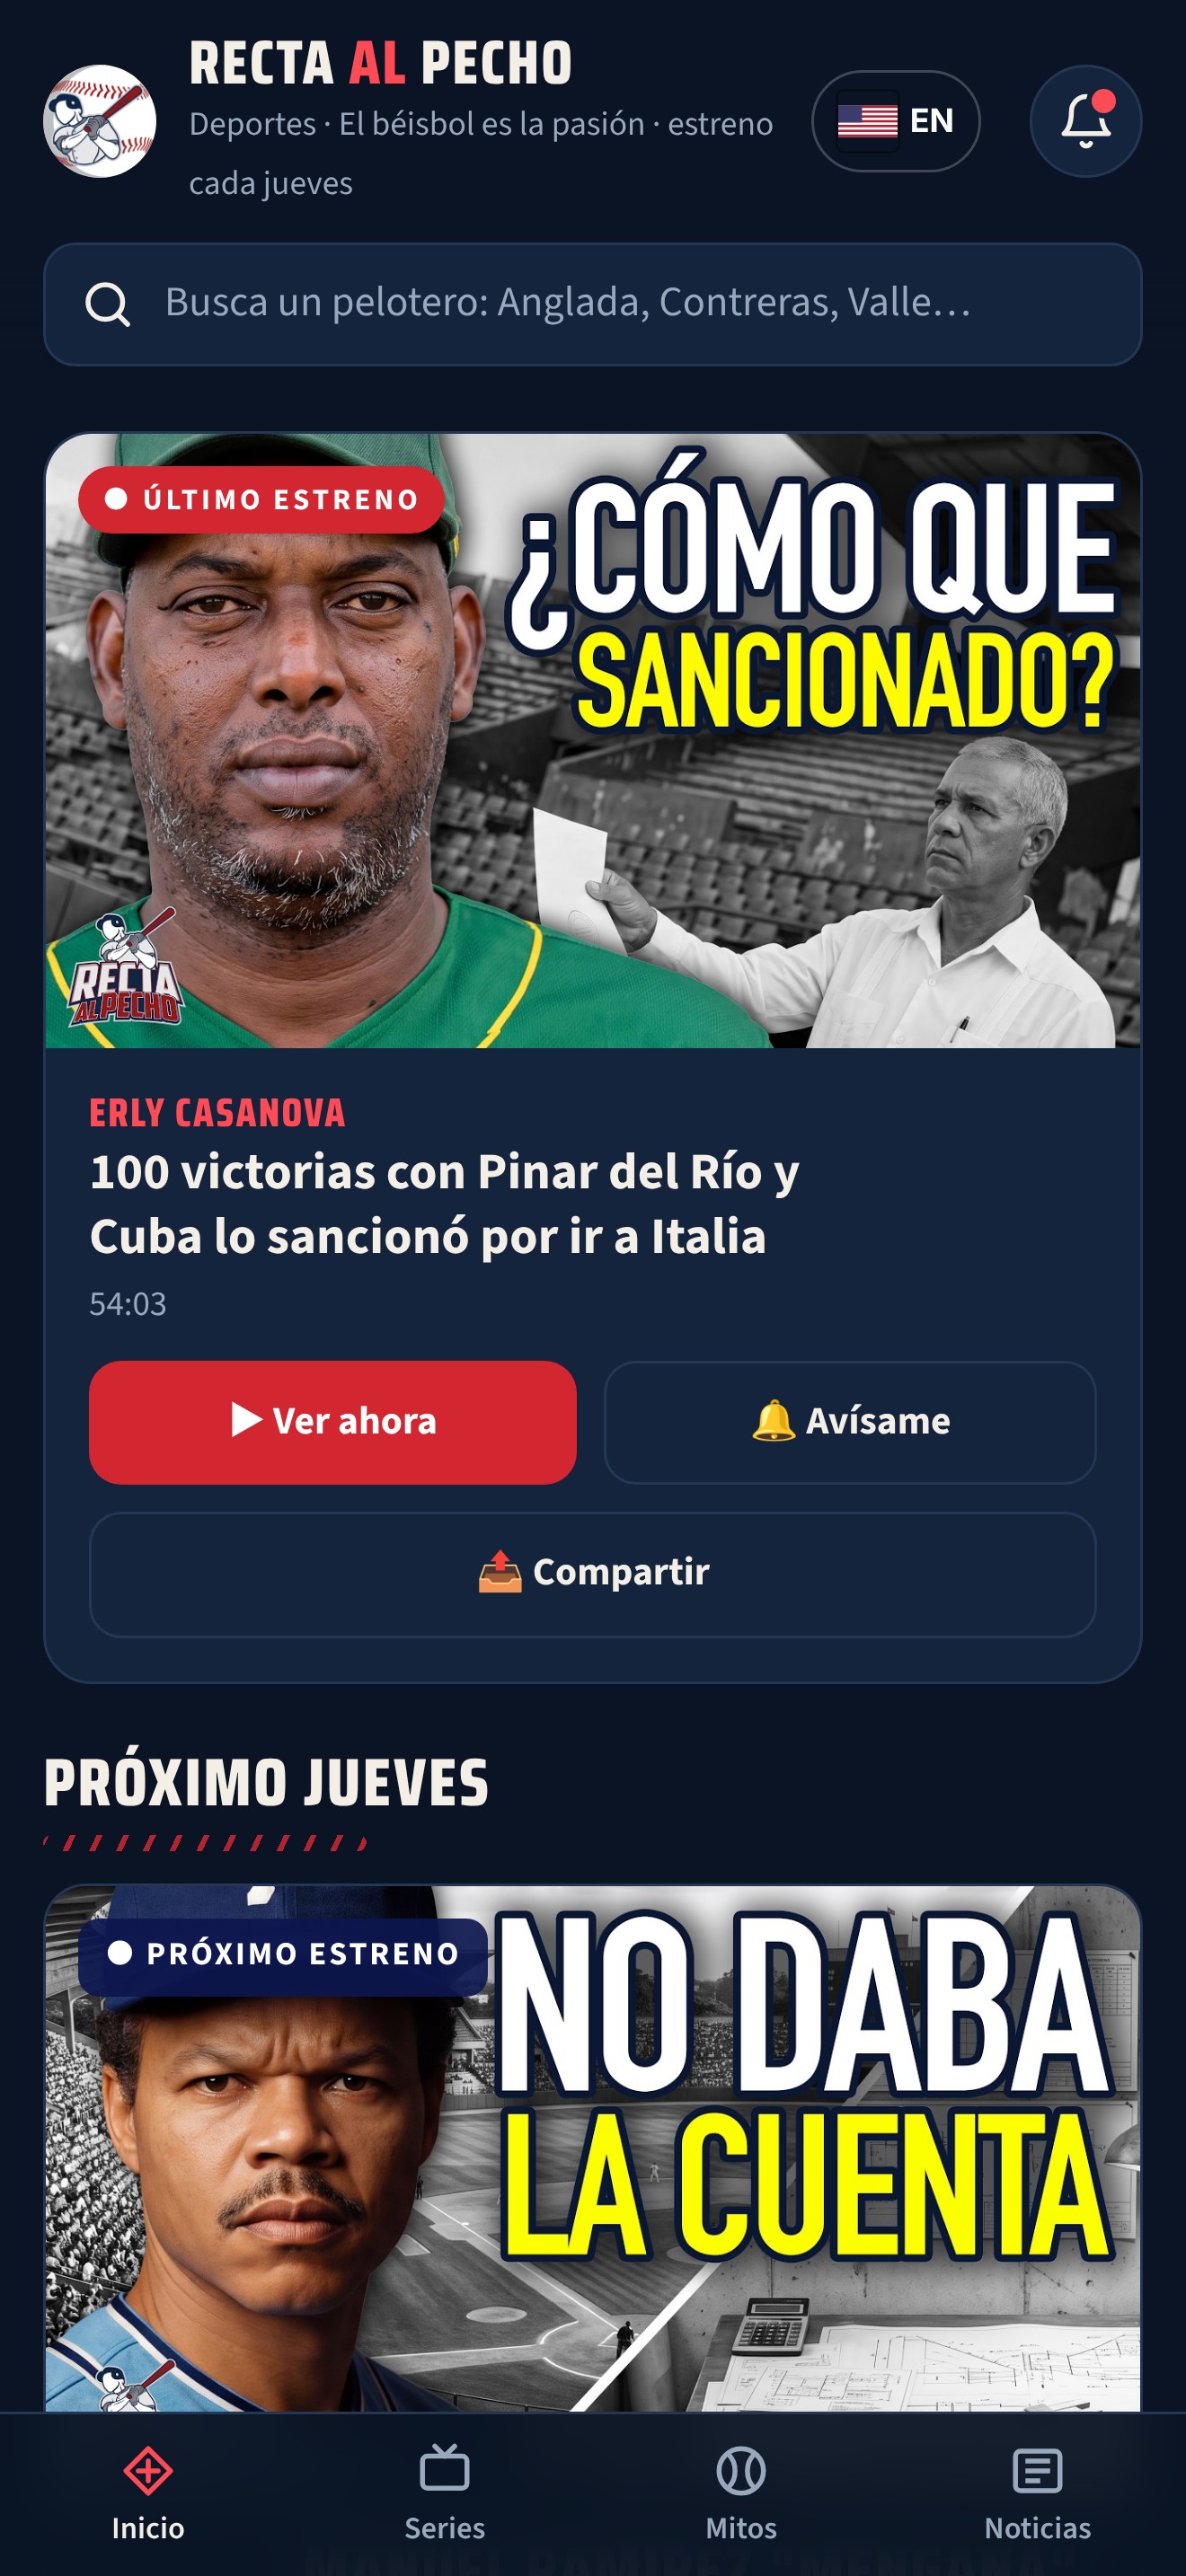 RECTA AL PECHO
Deportes · El béisbol es la pasión · estreno
cada jueves
EN
Busca un pelotero: Anglada, Contreras, Valle…
ÚLTIMO ESTRENO
¿CÓMO QUE
SANCIONADO?
RECTA
AL PECHO
ERLY CASANOVA
100 victorias con Pinar del Río y
Cuba lo sancionó por ir a Italia
54:03
Ver ahora
Avísame
Compartir
PRÓXIMO JUEVES
PRÓXIMO ESTRENO
NO DABA
LA CUENTA
Inicio
Series
Mitos
Noticias
MANUEL RAMIREZ "MENGANA"